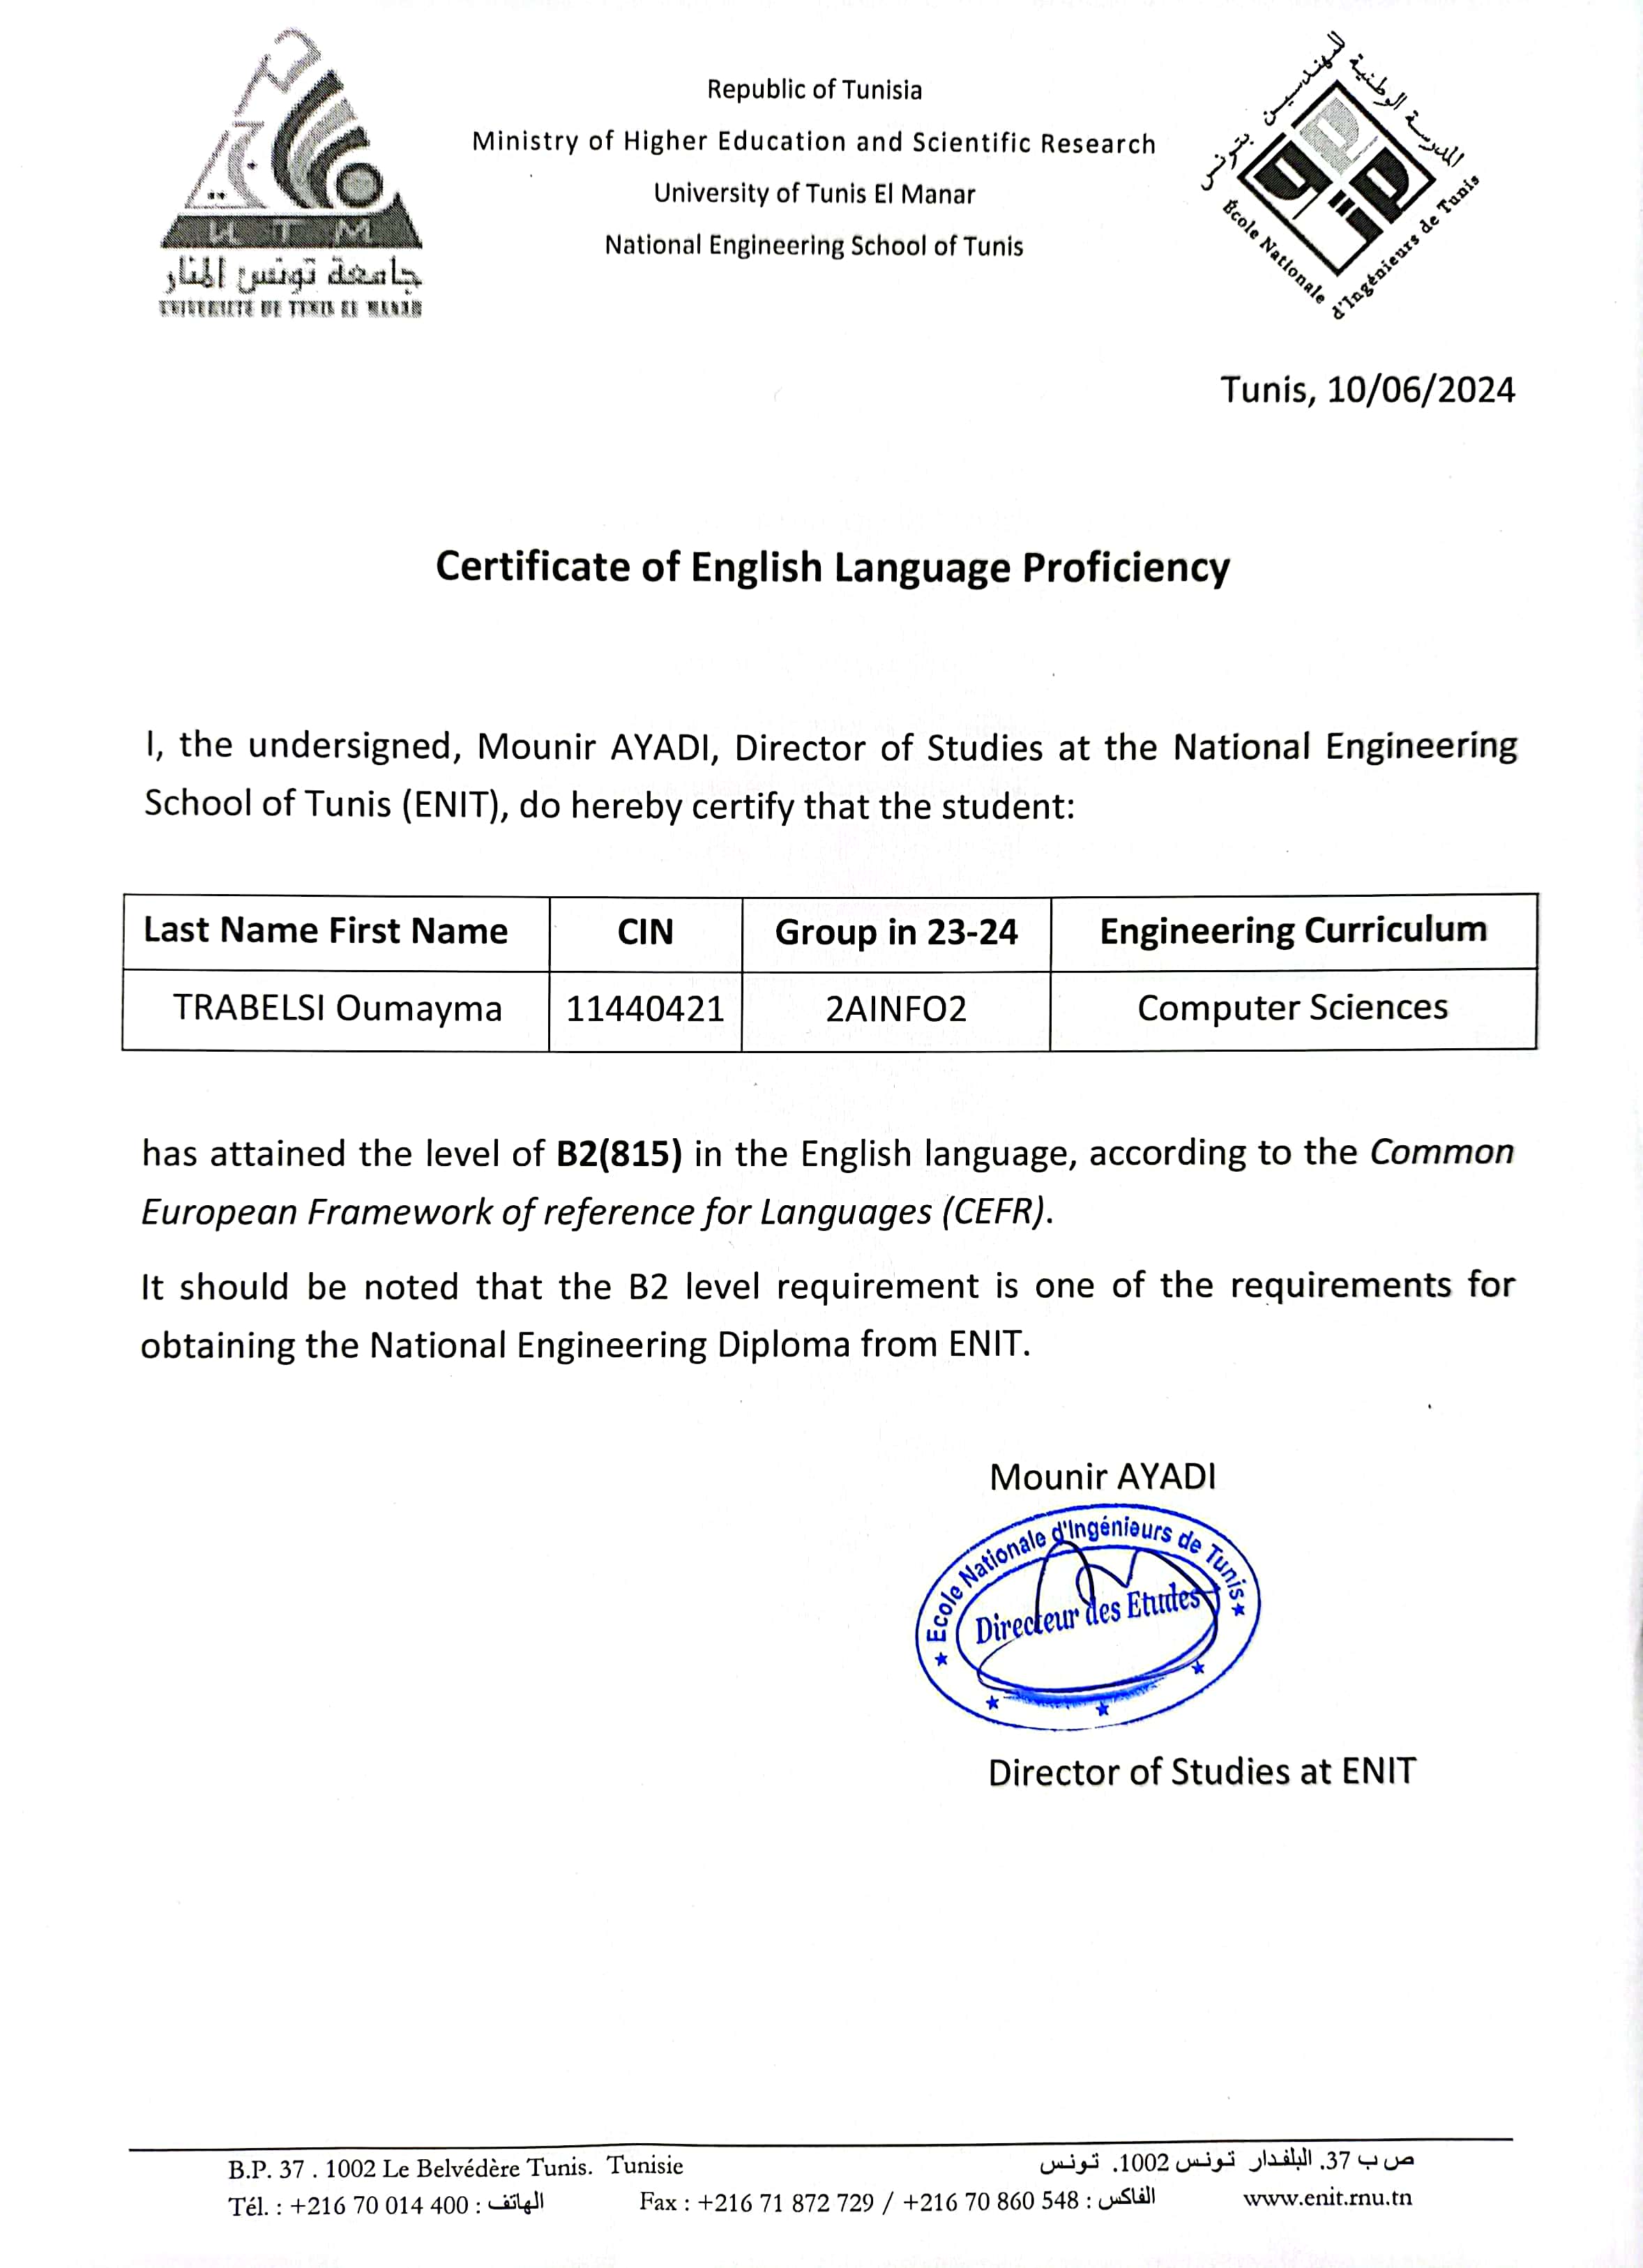 UTM
جامعة تونس المنار
UNIVERSITE DE TUNIS EL MANAR
Republic of Tunisia
Ministry of Higher Education and Scientific Research
University of Tunis El Manar
National Engineering School of Tunis
المدرسة الوطنية للمهندسين بتونس
École Nationale d'Ingénieurs de Tunis
Tunis, 10/06/2024
Certificate of English Language Proficiency
I, the undersigned, Mounir AYADI, Director of Studies at the National Engineering
School of Tunis (ENIT), do hereby certify that the student:
Last Name First Name CIN Group in 23-24 Engineering Curriculum
TRABELSI Oumayma 11440421 2AINFO2 Computer Sciences
has attained the level of B2(815) in the English language, according to the Common
European Framework of reference for Languages (CEFR).
It should be noted that the B2 level requirement is one of the requirements for
obtaining the National Engineering Diploma from ENIT.
Mounir AYADI
Ecole Nationale d'Ingénieurs de Tunis
Directeur des Etudes
Director of Studies at ENIT
B.P. 37 . 1002 Le Belvédère Tunis. Tunisie ص ب 37. البلفدار تونس 1002. تونس
Tél. : +216 70 014 400 : الهاتف Fax : +216 71 872 729 / +216 70 860 548 : الفاكس www.enit.rnu.tn